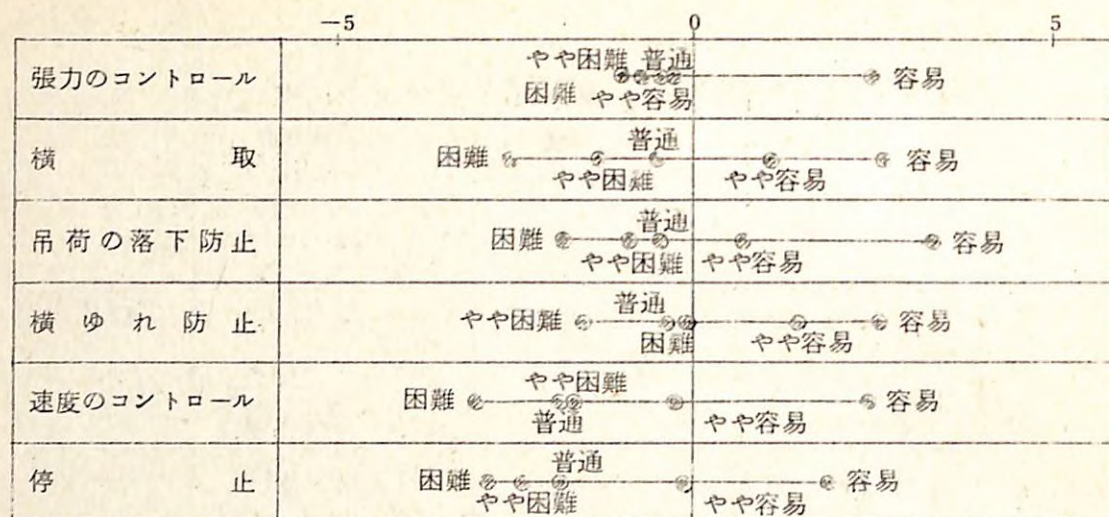 −5 0 5
張力のコントロール
やや困難 普通
容易
困難 やや容易
横取
普通
困難 容易
やや困難 やや容易
吊荷の落下防止
普通
困難 容易
やや困難 やや容易
横ゆれ防止
普通
やや困難 容易
困難 やや容易
速度のコントロール
やや困難
困難 容易
普通 やや容易
停止
普通
困難 容易
やや困難 やや容易